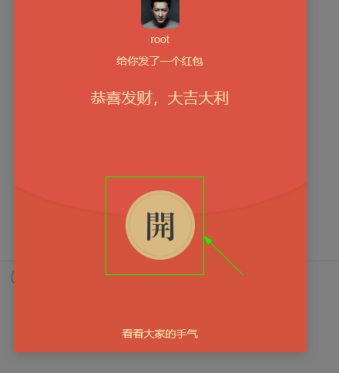 root
给你发了一个红包
恭喜发财，大吉大利
開
看看大家的手气